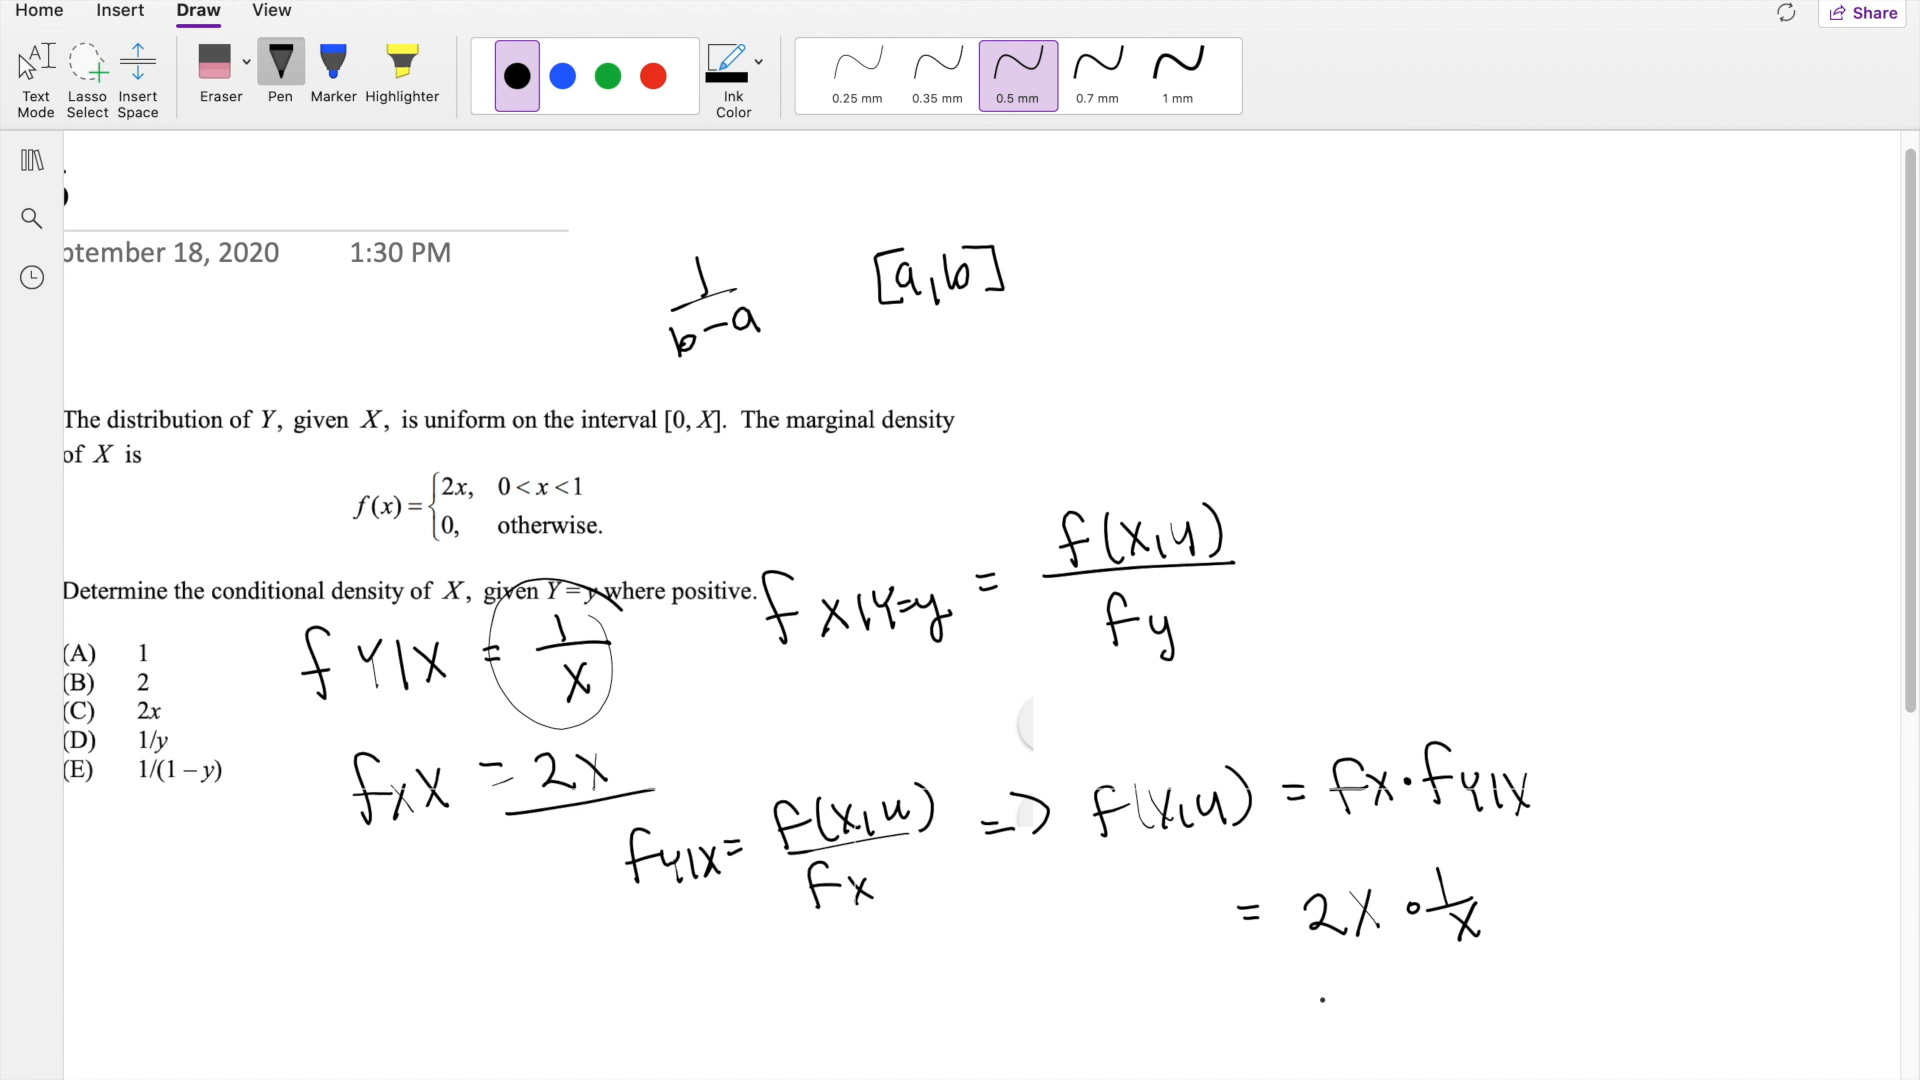 Home Insert Draw View
Share
Text Mode
Lasso Select
Insert Space
Eraser
Pen
Marker
Highlighter
Ink Color
0.25 mm
0.35 mm
0.5 mm
0.7 mm
1 mm
ptember 18, 2020 1:30 PM
1/(b-a) [a,b]
The distribution of Y, given X, is uniform on the interval [0, X]. The marginal density
of X is
f(x) = { 2x, 0 < x < 1
0, otherwise.
Determine the conditional density of X, given Y = y where positive.
(A) 1
(B) 2
(C) 2x
(D) 1/y
(E) 1/(1 – y)
f X|Y=y = f(x,y)/fy
f Y|X = 1/X
fx X = 2X
fY|X = f(x,y)/fx => f(x,y) = fx · fY|X
= 2X · 1/X